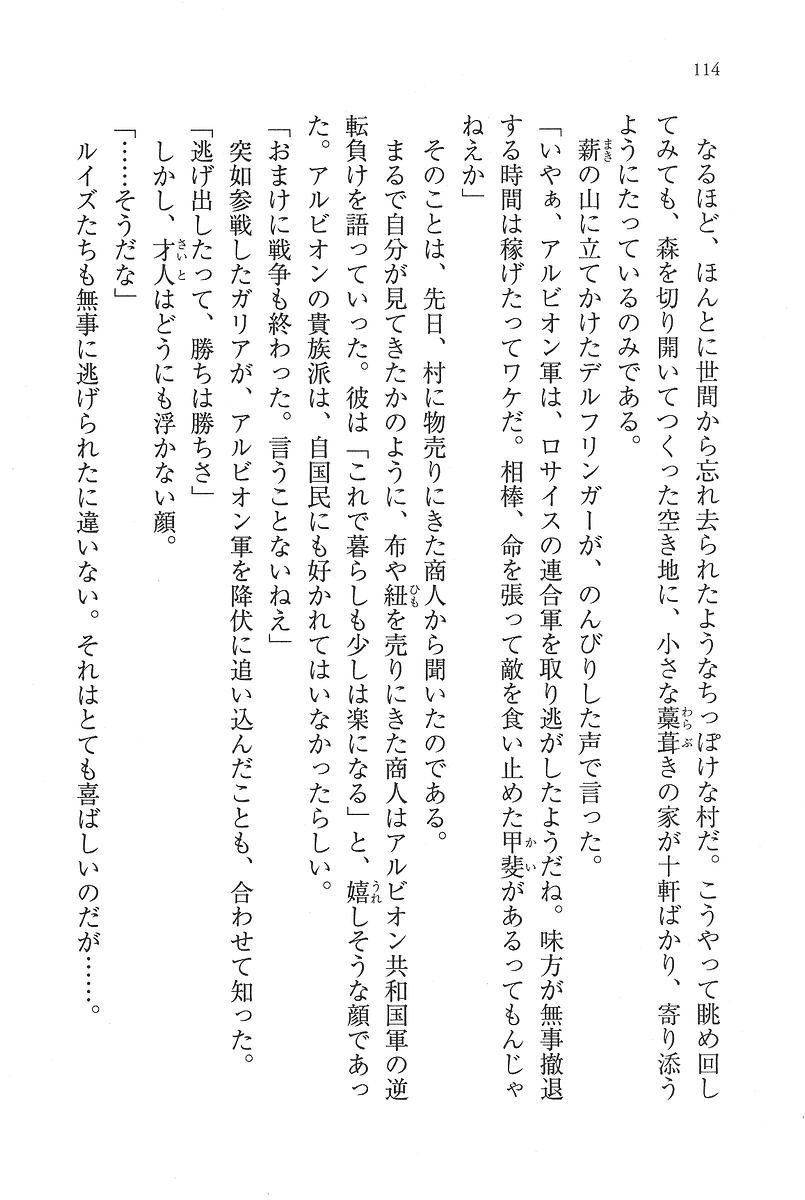 114
なるほど、ほんとに世間から忘れ去られたようなちっぽけな村だ。こうやって眺め回し
てみても、森を切り開いてつくった空き地に、小さな藁葺きの家が十軒ばかり、寄り添う
ようにたっているのみである。
薪の山に立てかけたデルフリンガーが、のんびりした声で言った。
「いやぁ、アルビオン軍は、ロサイスの連合軍を取り逃がしたようだね。味方が無事撤退
する時間は稼げたってワケだ。相棒、命を張って敵を食い止めた甲斐があるってもんじゃ
ねえか」
そのことは、先日、村に物売りにきた商人から聞いたのである。
まるで自分が見てきたかのように、布や紐を売りにきた商人はアルビオン共和国軍の逆
転負けを語っていった。彼は「これで暮らしも少しは楽になる」と、嬉しそうな顔であっ
た。アルビオンの貴族派は、自国民にも好かれてはいなかったらしい。
「おまけに戦争も終わった。言うことないねえ」
突如参戦したガリアが、アルビオン軍を降伏に追い込んだことも、合わせて知った。
「逃げ出したって、勝ちは勝ちさ」
しかし、才人はどうにも浮かない顔。
「……そうだな」
ルイズたちも無事に逃げられたに違いない。それはとても喜ばしいのだが……。